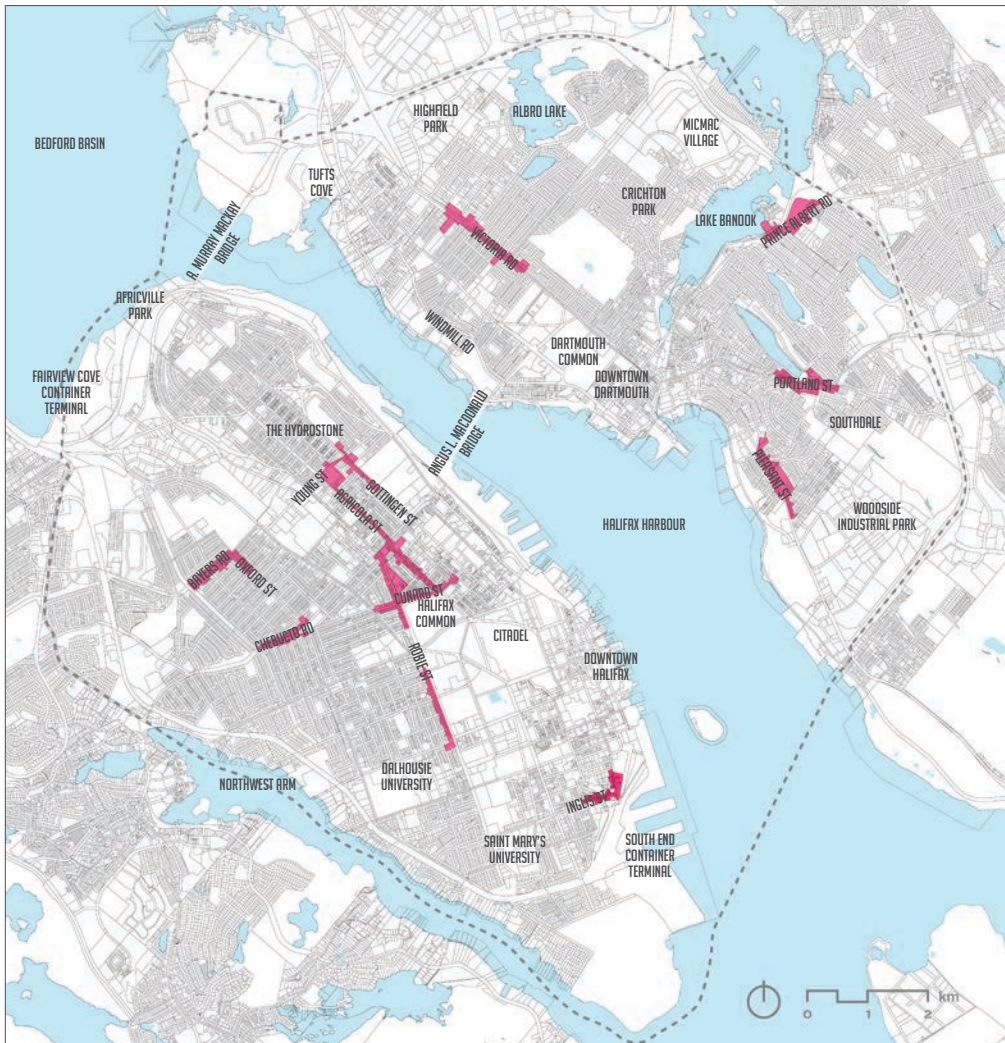 BEDFORD BASIN
HIGHFIELD
PARK
ALBRO LAKE
MICMAC
VILLAGE
TUFTS
COVE
CRICHTON
PARK
LAKE BANOOK
PRINCE ALBERT RD
VICTORIA RD
A. MURRAY MACKAY
BRIDGE
AFRICVILLE
PARK
WINDMILL RD
DARTMOUTH
COMMON
DOWNTOWN
DARTMOUTH
FAIRVIEW COVE
CONTAINER
TERMINAL
PORTLAND ST
SOUTHDALE
THE HYDROSTONE
ANGUS L. MACDONALD
BRIDGE
YOUNG ST
GOTTINGEN ST
AGRICOLA ST
PLEASANT ST
WOODSIDE
INDUSTRIAL PARK
HALIFAX HARBOUR
BAYERS RD
OXFORD ST
CUNARD ST
HALIFAX
COMMON
CHEBUCTO RD
CITADEL
ROBIE ST
DOWNTOWN
HALIFAX
DALHOUSIE
UNIVERSITY
NORTHWEST ARM
INGLIS ST
SAINT MARY'S
UNIVERSITY
SOUTH END
CONTAINER
TERMINAL
km
0 1 2